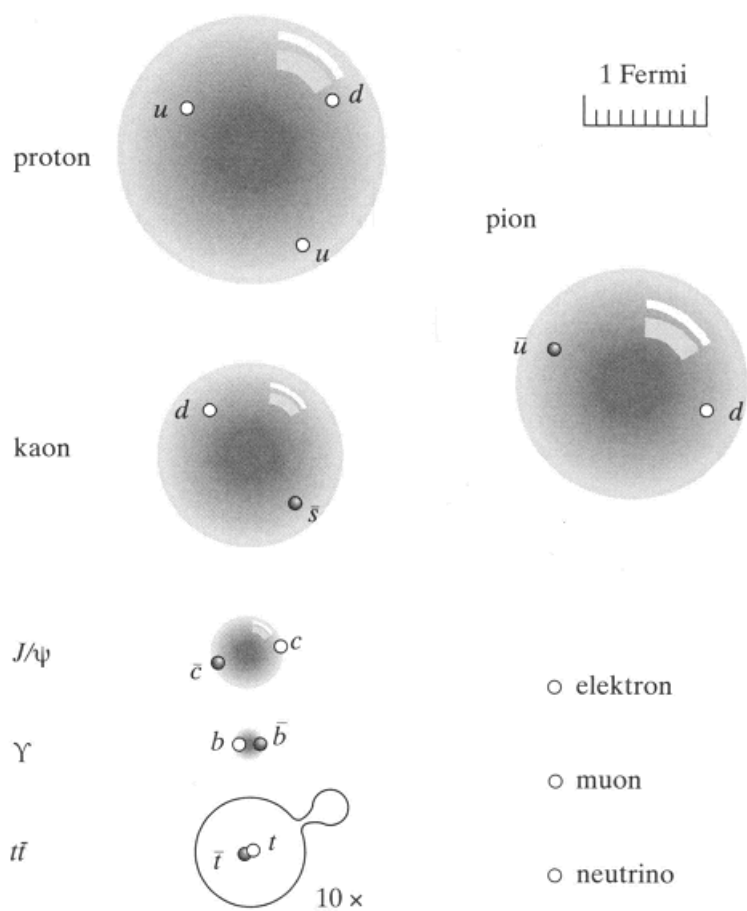 1 Fermi
proton
u
d
u
pion
ū
d
kaon
d
s̄
J/ψ
c̄
c
ϒ
b
b̄
tt̄
t̄
t
10 ×
elektron
muon
neutrino